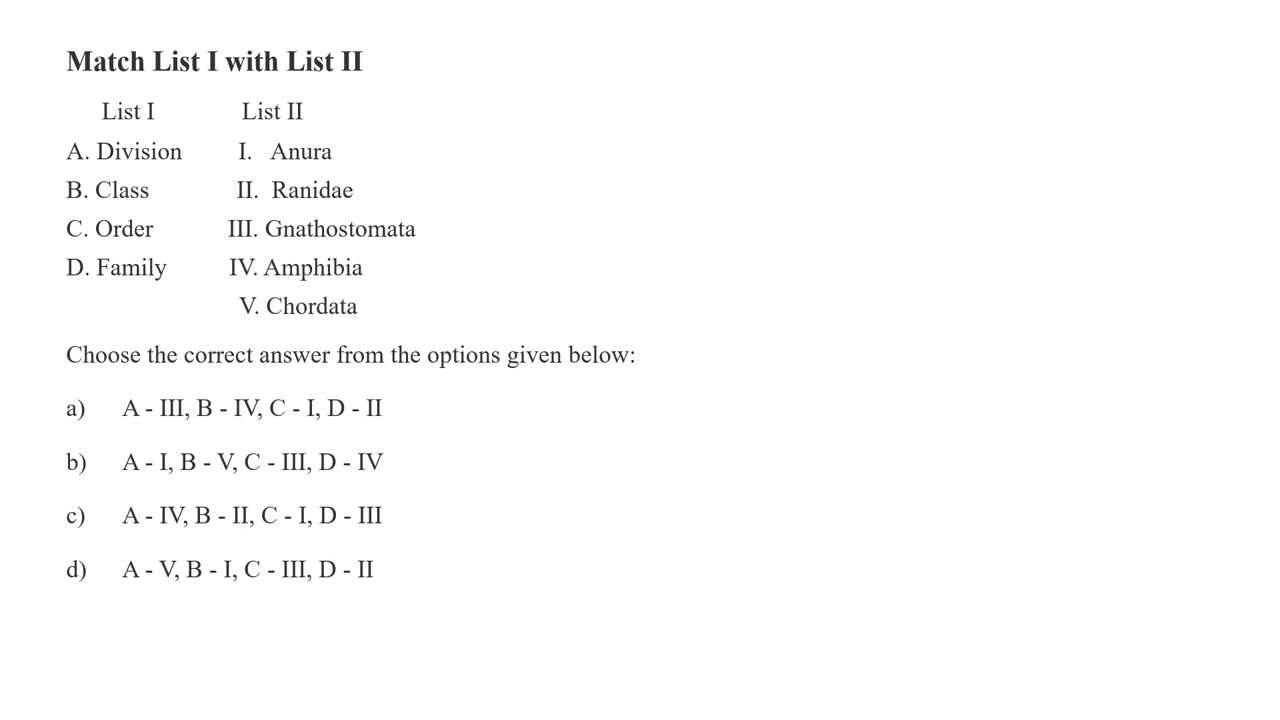 Match List I with List II
List I List II
A. Division I. Anura
B. Class II. Ranidae
C. Order III. Gnathostomata
D. Family IV. Amphibia
V. Chordata
Choose the correct answer from the options given below:
a) A - III, B - IV, C - I, D - II
b) A - I, B - V, C - III, D - IV
c) A - IV, B - II, C - I, D - III
d) A - V, B - I, C - III, D - II